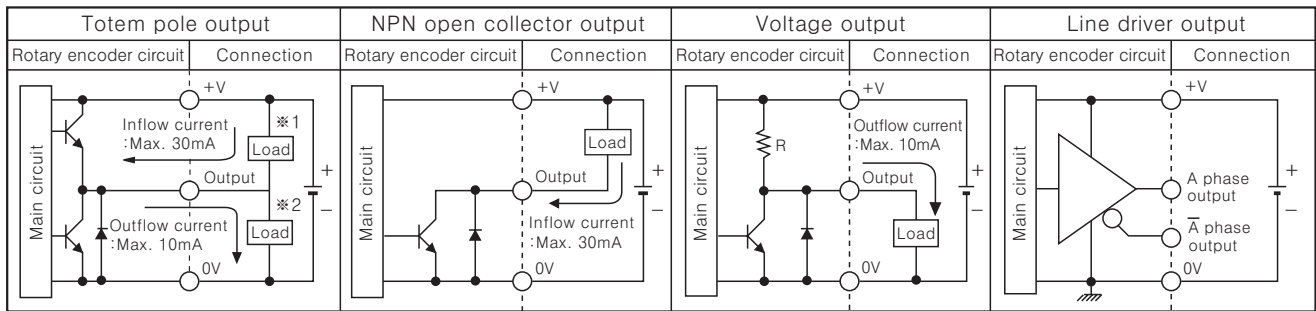 Totem pole output
NPN open collector output
Voltage output
Line driver output
Rotary encoder circuit
Connection
Rotary encoder circuit
Connection
Rotary encoder circuit
Connection
Rotary encoder circuit
Connection
Main circuit
+V
Inflow current
:Max. 30mA
※1
Load
Output
※2
Outflow current
:Max. 10mA
Load
+
−
0V
Main circuit
+V
Load
Output
Inflow current
:Max. 30mA
+
−
0V
Main circuit
+V
R
Outflow current
:Max. 10mA
Output
Load
+
−
0V
Main circuit
+V
A phase
output
A̅ phase
output
+
−
0V